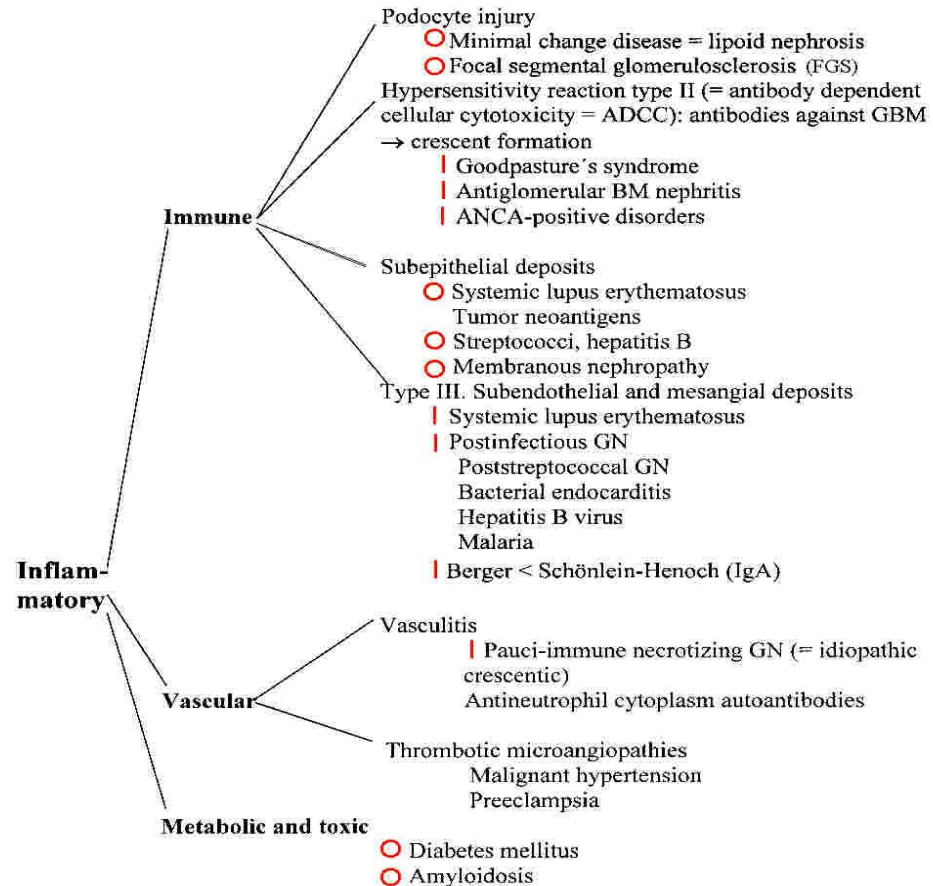 Podocyte injury
Minimal change disease = lipoid nephrosis
Focal segmental glomerulosclerosis (FGS)
Hypersensitivity reaction type II (= antibody dependent
cellular cytotoxicity = ADCC): antibodies against GBM
→ crescent formation
Goodpasture´s syndrome
Antiglomerular BM nephritis
ANCA-positive disorders
Immune
Subepithelial deposits
Systemic lupus erythematosus
Tumor neoantigens
Streptococci, hepatitis B
Membranous nephropathy
Type III. Subendothelial and mesangial deposits
Systemic lupus erythematosus
Postinfectious GN
Poststreptococcal GN
Bacterial endocarditis
Hepatitis B virus
Malaria
Berger < Schönlein-Henoch (IgA)
Inflam-
matory
Vasculitis
Pauci-immune necrotizing GN (= idiopathic
crescentic)
Antineutrophil cytoplasm autoantibodies
Vascular
Thrombotic microangiopathies
Malignant hypertension
Preeclampsia
Metabolic and toxic
Diabetes mellitus
Amyloidosis